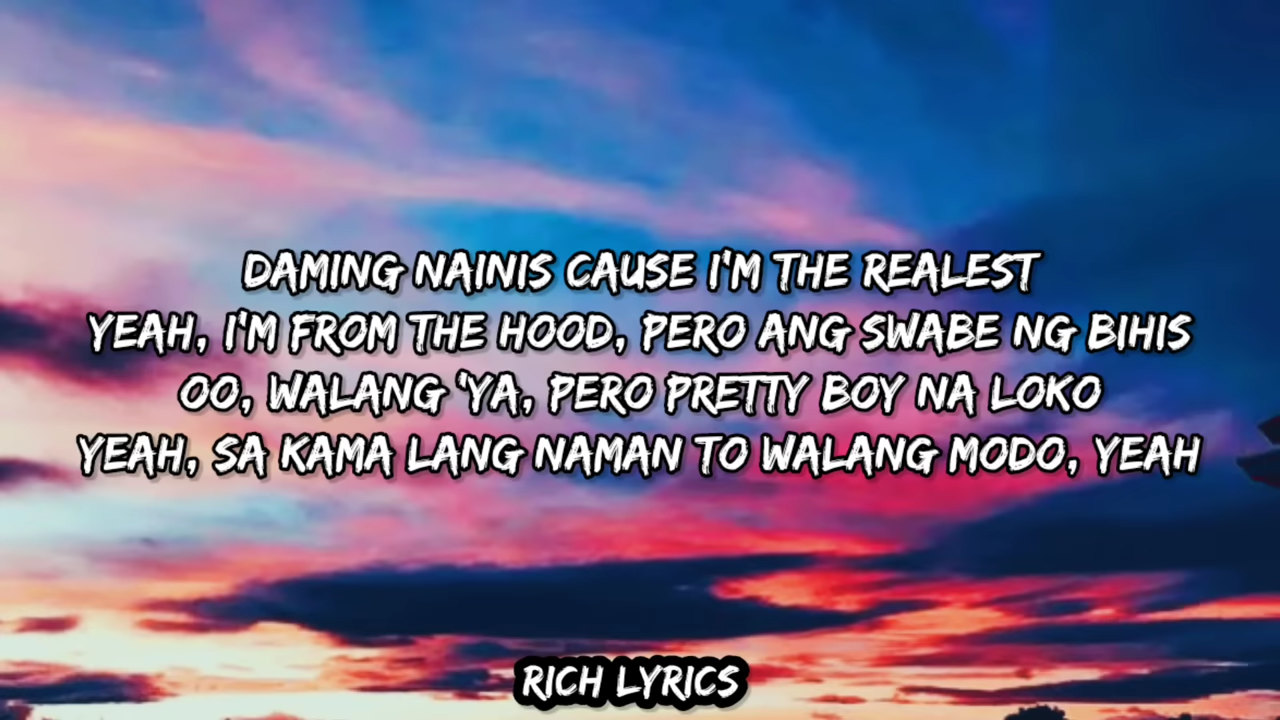 DAMING NAINIS CAUSE I'M THE REALEST
YEAH, I'M FROM THE HOOD, PERO ANG SWABE NG BIHIS
OO, WALANG 'YA, PERO PRETTY BOY NA LOKO
YEAH, SA KAMA LANG NAMAN TO WALANG MODO, YEAH
RICH LYRICS